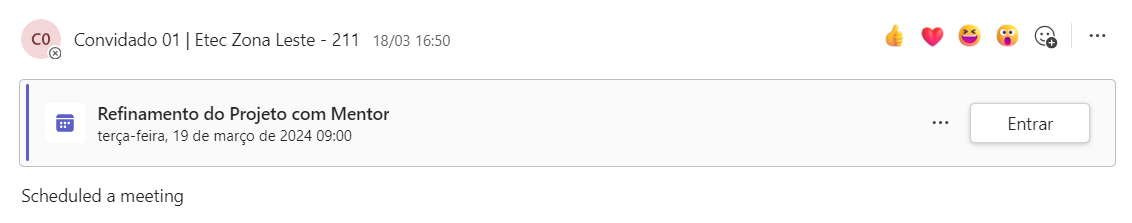 C0 Convidado 01 | Etec Zona Leste - 211 18/03 16:50
Refinamento do Projeto com Mentor
terça-feira, 19 de março de 2024 09:00
Entrar
Scheduled a meeting